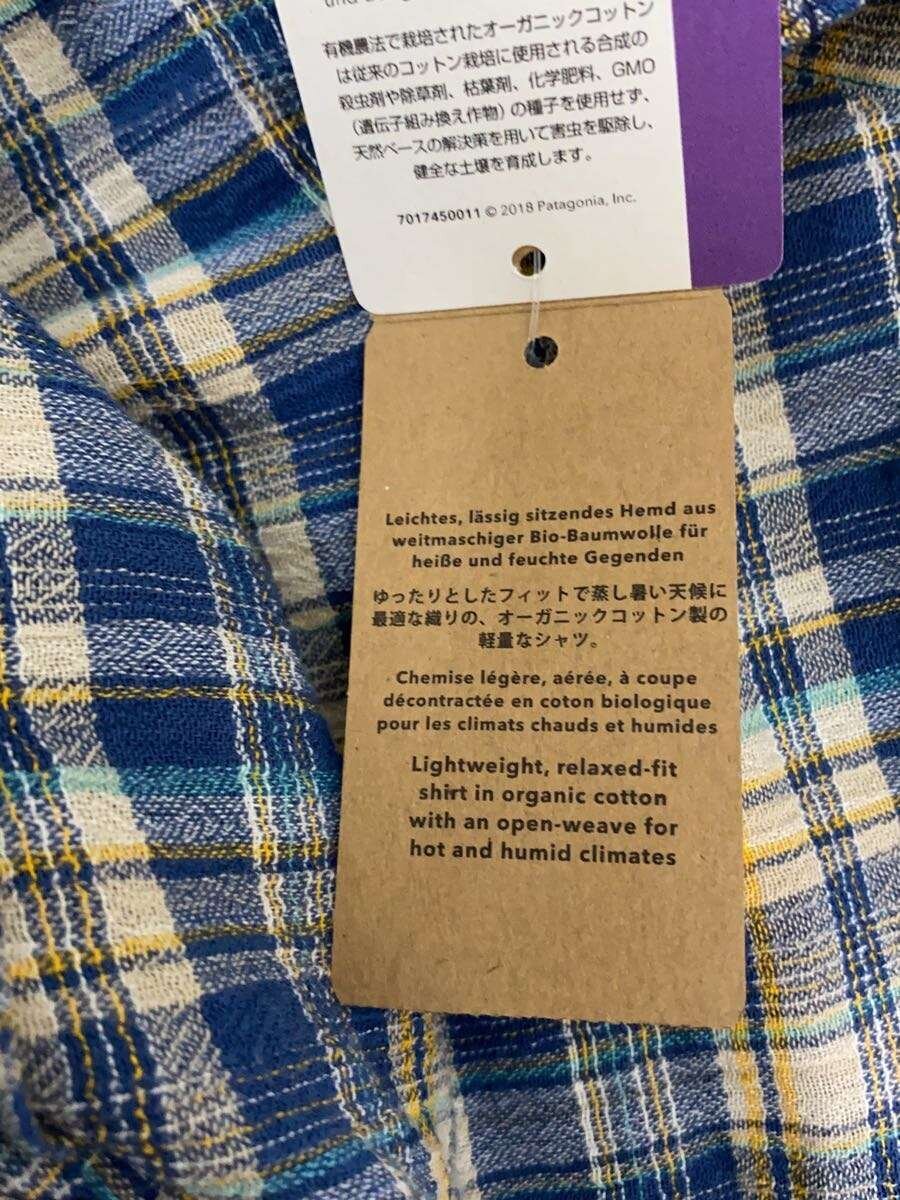 有機農法で栽培されたオーガニックコットン
は従来のコットン栽培に使用される合成の
殺虫剤や除草剤、枯葉剤、化学肥料、GMO
（遺伝子組み換え作物）の種子を使用せず、
天然ベースの解決策を用いて害虫を駆除し、
健全な土壌を育成します。
7017450011 © 2018 Patagonia, Inc.
Leichtes, lässig sitzendes Hemd aus
weitmaschiger Bio-Baumwolle für
heiße und feuchte Gegenden
ゆったりとしたフィットで蒸し暑い天候に
最適な織りの、オーガニックコットン製の
軽量なシャツ。
Chemise légère, aérée, à coupe
décontractée en coton biologique
pour les climats chauds et humides
Lightweight, relaxed-fit
shirt in organic cotton
with an open-weave for
hot and humid climates